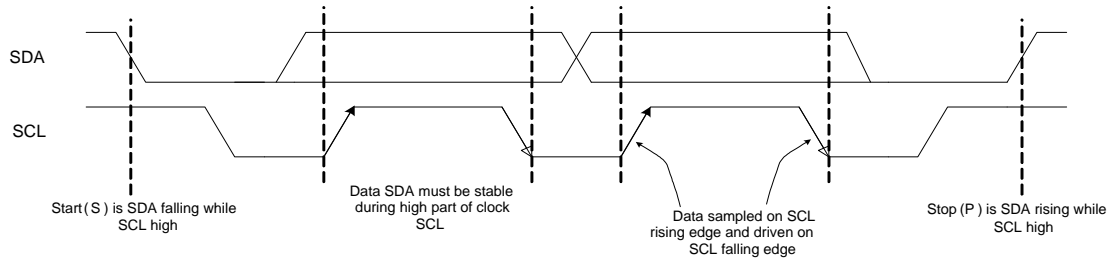 SDA
SCL
Start(S) is SDA falling while
SCL high
Data SDA must be stable
during high part of clock
SCL
Data sampled on SCL
rising edge and driven on
SCL falling edge
Stop(P) is SDA rising while
SCL high